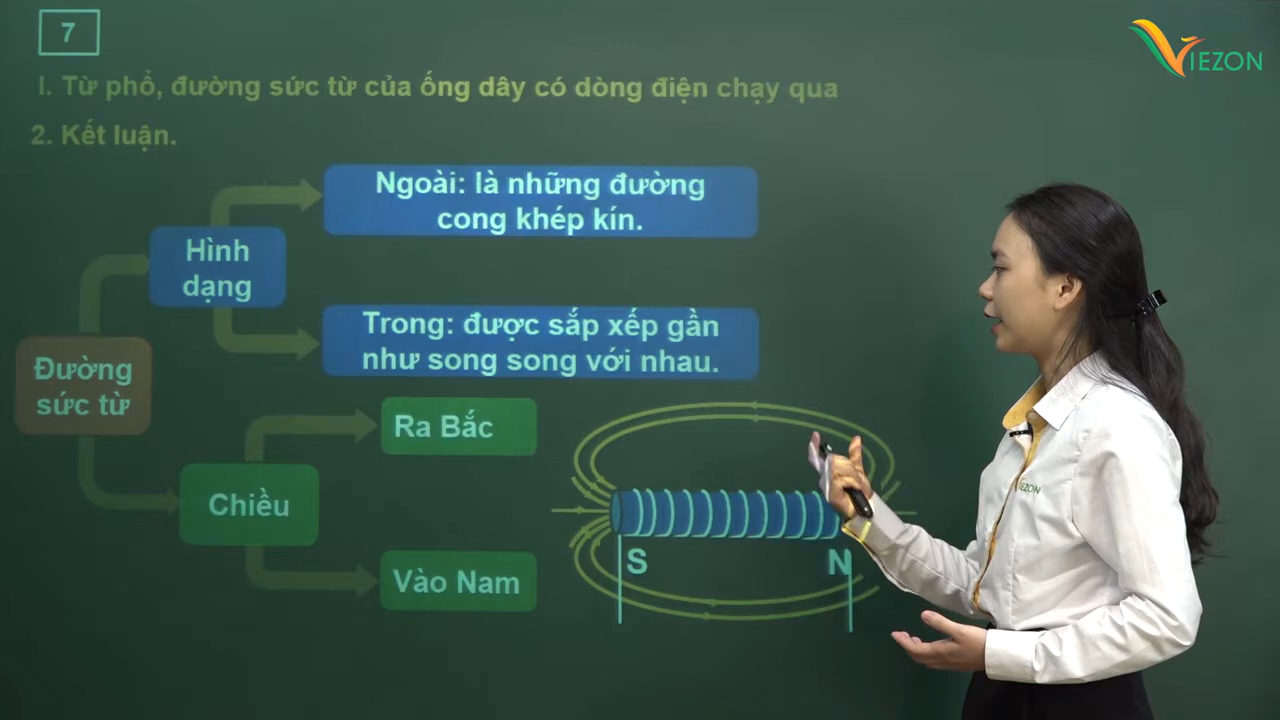 7
VIEZON
I. Từ phổ, đường sức từ của ống dây có dòng điện chạy qua
2. Kết luận.
Ngoài: là những đường
cong khép kín.
Hình
dạng
Trong: được sắp xếp gần
như song song với nhau.
Đường
sức từ
Ra Bắc
Chiều
VIEZON
S
N
Vào Nam